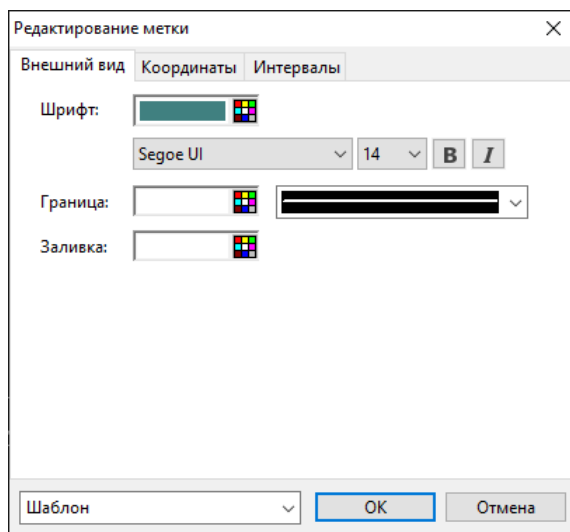 Редактирование метки
Внешний вид Координаты Интервалы
Шрифт:
Segoe UI 14 B I
Граница:
Заливка:
Шаблон OK Отмена